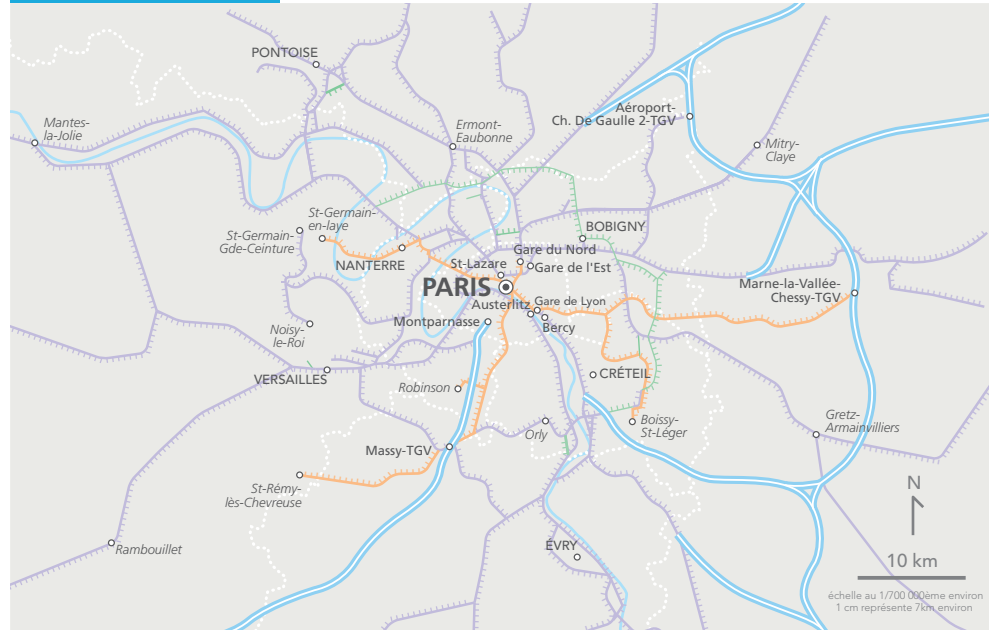 PONTOISE
Mantes-
la-Jolie
Ermont-
Eaubonne
Aéroport-
Ch. De Gaulle 2-TGV
Mitry-
Claye
St-Germain-
en-laye
St-Germain-
Gde-Ceinture
NANTERRE
BOBIGNY
Gare du Nord
St-Lazare
Gare de l'Est
PARIS
Marne-la-Vallée-
Chessy-TGV
Austerlitz
Gare de Lyon
Montparnasse
Bercy
Noisy-
le-Roi
VERSAILLES
CRÉTEIL
Robinson
Boissy-
St-Léger
Gretz-
Armainvilliers
Orly
Massy-TGV
St-Rémy-
lès-Chevreuse
N
Rambouillet
ÉVRY
10 km
échelle au 1/700 000ème environ
1 cm représente 7km environ